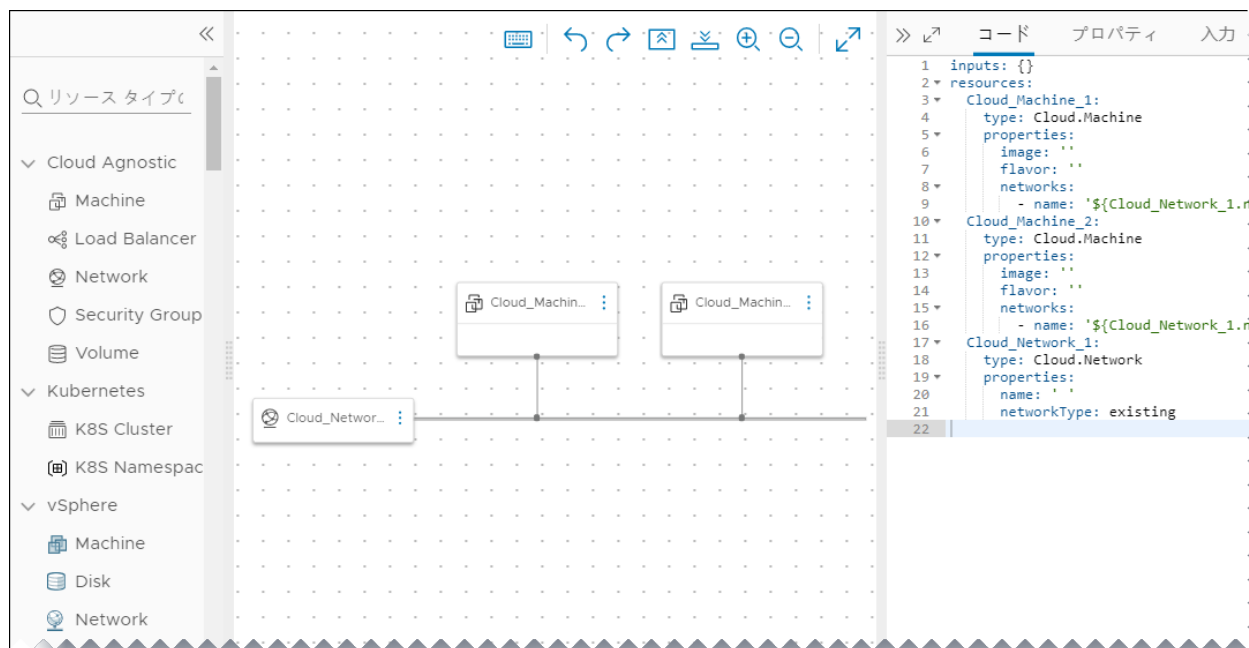 リソース タイプの
Cloud Agnostic
Machine
Load Balancer
Network
Security Group
Volume
Kubernetes
K8S Cluster
K8S Namespac
vSphere
Machine
Disk
Network
Cloud_Machin...
Cloud_Machin...
Cloud_Networ...
コード プロパティ 入力
1 inputs: {}
2 resources:
3 Cloud_Machine_1:
4 type: Cloud.Machine
5 properties:
6 image: ''
7 flavor: ''
8 networks:
9 - name: '${Cloud_Network_1.n
10 Cloud_Machine_2:
11 type: Cloud.Machine
12 properties:
13 image: ''
14 flavor: ''
15 networks:
16 - name: '${Cloud_Network_1.n
17 Cloud_Network_1:
18 type: Cloud.Network
19 properties:
20 name: ' '
21 networkType: existing
22